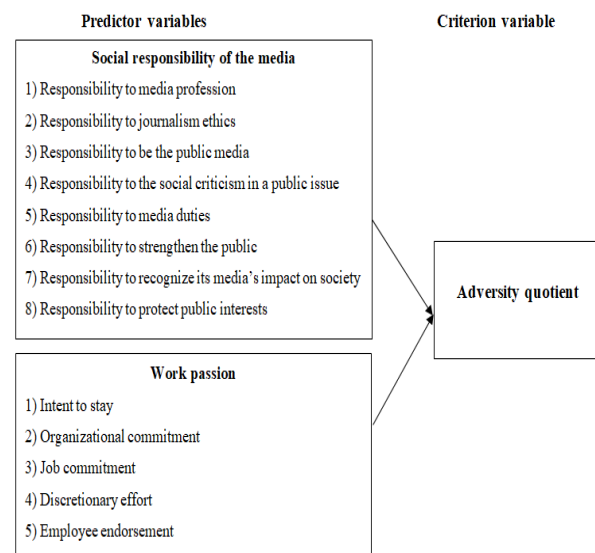 Predictor variables
Criterion variable
Social responsibility of the media
1) Responsibility to media profession
2) Responsibility to journalism ethics
3) Responsibility to be the public media
4) Responsibility to the social criticism in a public issue
5) Responsibility to media duties
6) Responsibility to strengthen the public
7) Responsibility to recognize its media's impact on society
8) Responsibility to protect public interests
Adversity quotient
Work passion
1) Intent to stay
2) Organizational commitment
3) Job commitment
4) Discretionary effort
5) Employee endorsement